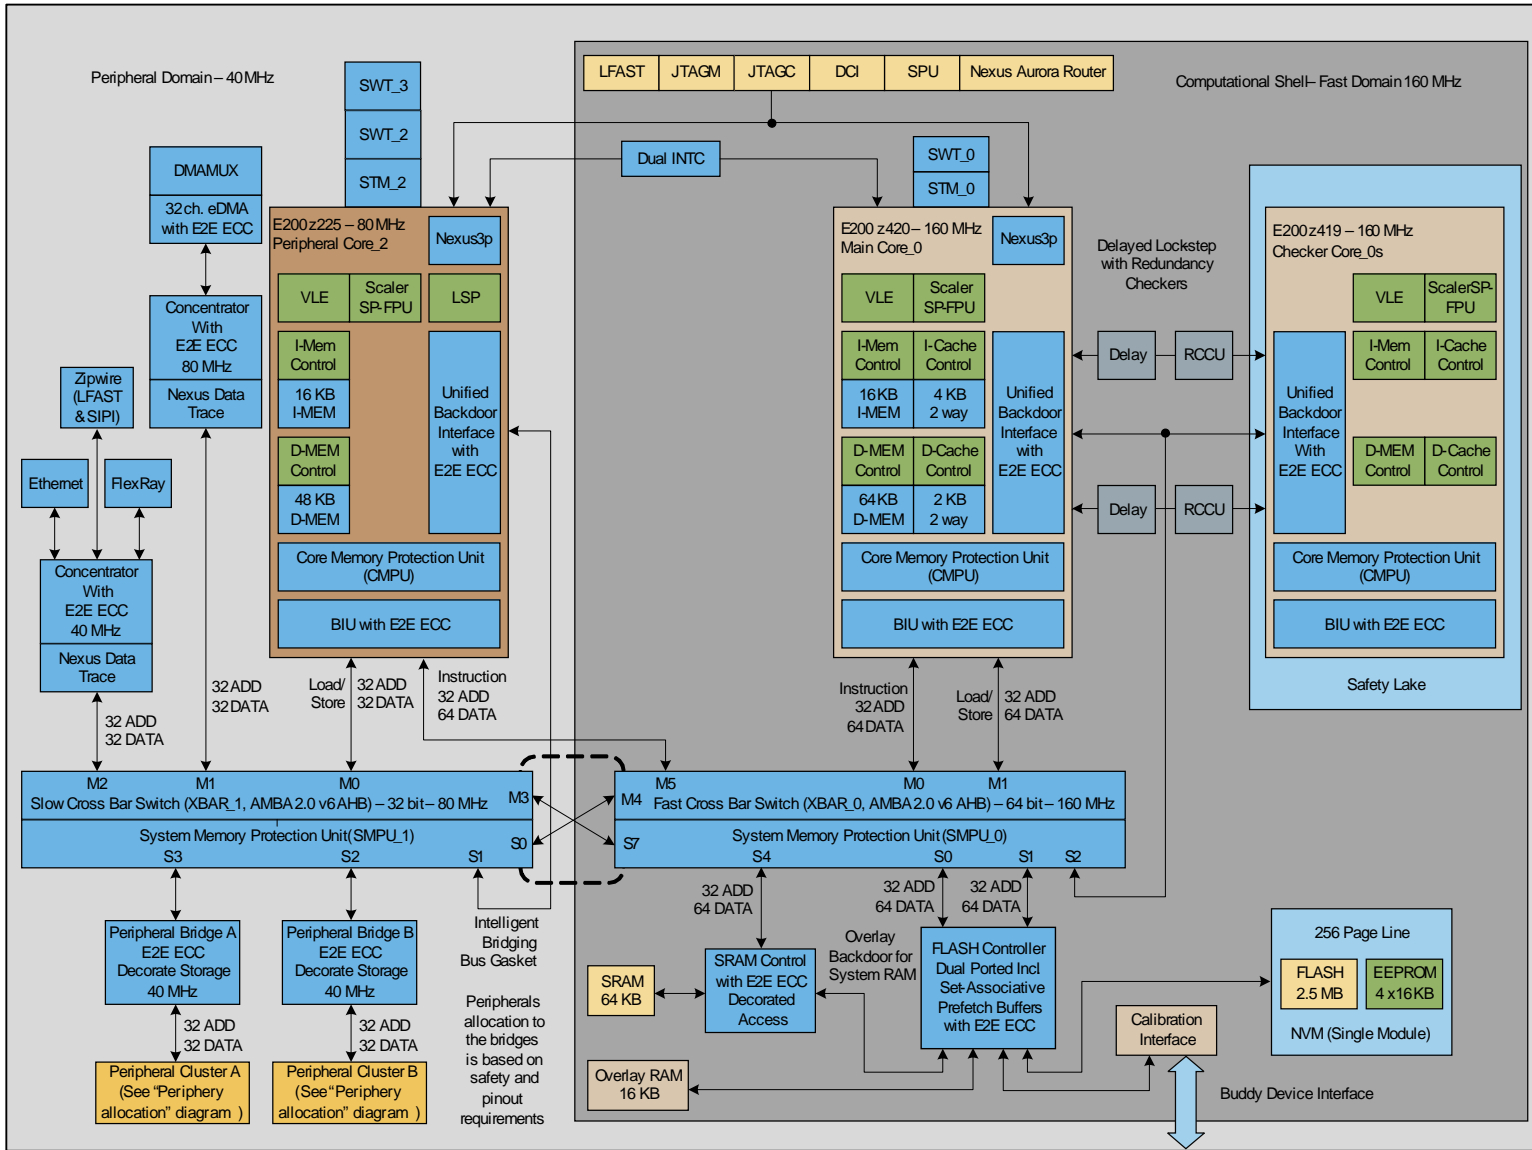 Peripheral Domain – 40 MHz
Computational Shell – Fast Domain 160 MHz
LFAST
JTAGM
JTAGC
DCI
SPU
Nexus Aurora Router
SWT_3
SWT_2
STM_2
Dual INTC
SWT_0
STM_0
DMAMUX
32 ch. eDMA
with E2E ECC
Concentrator
With
E2E ECC
80 MHz
Nexus Data
Trace
Zipwire
(LFAST
& SIPI)
Ethernet
FlexRay
Concentrator
With
E2E ECC
40 MHz
Nexus Data
Trace
E200 z225 – 80 MHz
Peripheral Core_2
Nexus3p
VLE
Scaler
SP-FPU
LSP
I-Mem
Control
16 KB
I-MEM
D-MEM
Control
48 KB
D-MEM
Unified
Backdoor
Interface
with
E2E ECC
Core Memory Protection Unit
(CMPU)
BIU with E2E ECC
E200 z420 – 160 MHz
Main Core_0
Nexus3p
VLE
Scaler
SP-FPU
I-Mem
Control
I-Cache
Control
16 KB
I-MEM
4 KB
2 way
D-MEM
Control
D-Cache
Control
64 KB
D-MEM
2 KB
2 way
Unified
Backdoor
Interface
with
E2E ECC
Core Memory Protection Unit
(CMPU)
BIU with E2E ECC
Delayed Lockstep
with Redundancy
Checkers
Delay
RCCU
Delay
RCCU
E200 z419 – 160 MHz
Checker Core_0s
VLE
ScalerSP-
FPU
I-Mem
Control
I-Cache
Control
D-MEM
Control
D-Cache
Control
Unified
Backdoor
Interface
With
E2E ECC
Core Memory Protection Unit
(CMPU)
BIU with E2E ECC
Safety Lake
32 ADD
32 DATA
32 ADD
32 DATA
Load/
Store
32 ADD
32 DATA
Instruction
32 ADD
64 DATA
Instruction
32 ADD
64 DATA
Load/
Store
32 ADD
64 DATA
M2
M1
M0
M3
Slow Cross Bar Switch (XBAR_1, AMBA 2.0 v6 AHB) – 32 bit – 80 MHz
System Memory Protection Unit (SMPU_1)
S3
S2
S1
S0
M5
M4
M0
M1
Fast Cross Bar Switch (XBAR_0, AMBA 2.0 v6 AHB) – 64 bit – 160 MHz
System Memory Protection Unit (SMPU_0)
S7
S4
S0
S1
S2
Peripheral Bridge A
E2E ECC
Decorate Storage
40 MHz
Peripheral Bridge B
E2E ECC
Decorate Storage
40 MHz
32 ADD
32 DATA
32 ADD
32 DATA
Peripheral Cluster A
(See “Periphery
allocation” diagram )
Peripheral Cluster B
(See “Periphery
allocation” diagram )
Intelligent
Bridging
Bus Gasket
Peripherals
allocation to
the bridges
is based on
safety and
pinout
requirements
32 ADD
64 DATA
32 ADD
64 DATA
32 ADD
64 DATA
SRAM
64 KB
SRAM Control
with E2E ECC
Decorated
Access
Overlay
Backdoor for
System RAM
FLASH Controller
Dual Ported Incl.
Set-Associative
Prefetch Buffers
with E2E ECC
Overlay RAM
16 KB
Calibration
Interface
256 Page Line
FLASH
2.5 MB
EEPROM
4 x16 KB
NVM (Single Module)
Buddy Device Interface